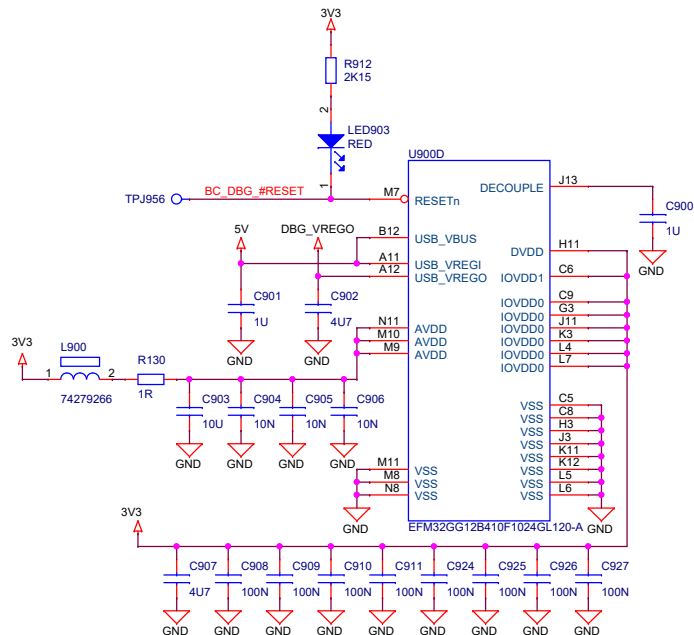 3V3
R912
2K15
2
LED903
RED
1
U900D
TPJ956
BC_DBG_#RESET
M7
RESETn
DECOUPLE
J13
C900
1U
GND
5V
DBG_VREGO
B12
USB_VBUS
A11
USB_VREGI
A12
USB_VREGO
DVDD
H11
IOVDD1
C6
C901
1U
GND
C902
4U7
GND
IOVDD0
C9
IOVDD0
G3
IOVDD0
J11
IOVDD0
K3
IOVDD0
L4
IOVDD0
L7
N11
AVDD
M10
AVDD
M9
AVDD
3V3
L900
1
2
74279266
R130
1R
C903
10U
C904
10N
C905
10N
C906
10N
GND
GND
GND
GND
VSS
C5
VSS
C8
VSS
H3
VSS
J3
VSS
K11
VSS
K12
VSS
L5
VSS
L6
GND
M11
VSS
M8
VSS
N8
VSS
GND
EFM32GG12B410F1024GL120-A
3V3
C907
4U7
C908
100N
C909
100N
C910
100N
C911
100N
C924
100N
C925
100N
C926
100N
C927
100N
GND
GND
GND
GND
GND
GND
GND
GND
GND